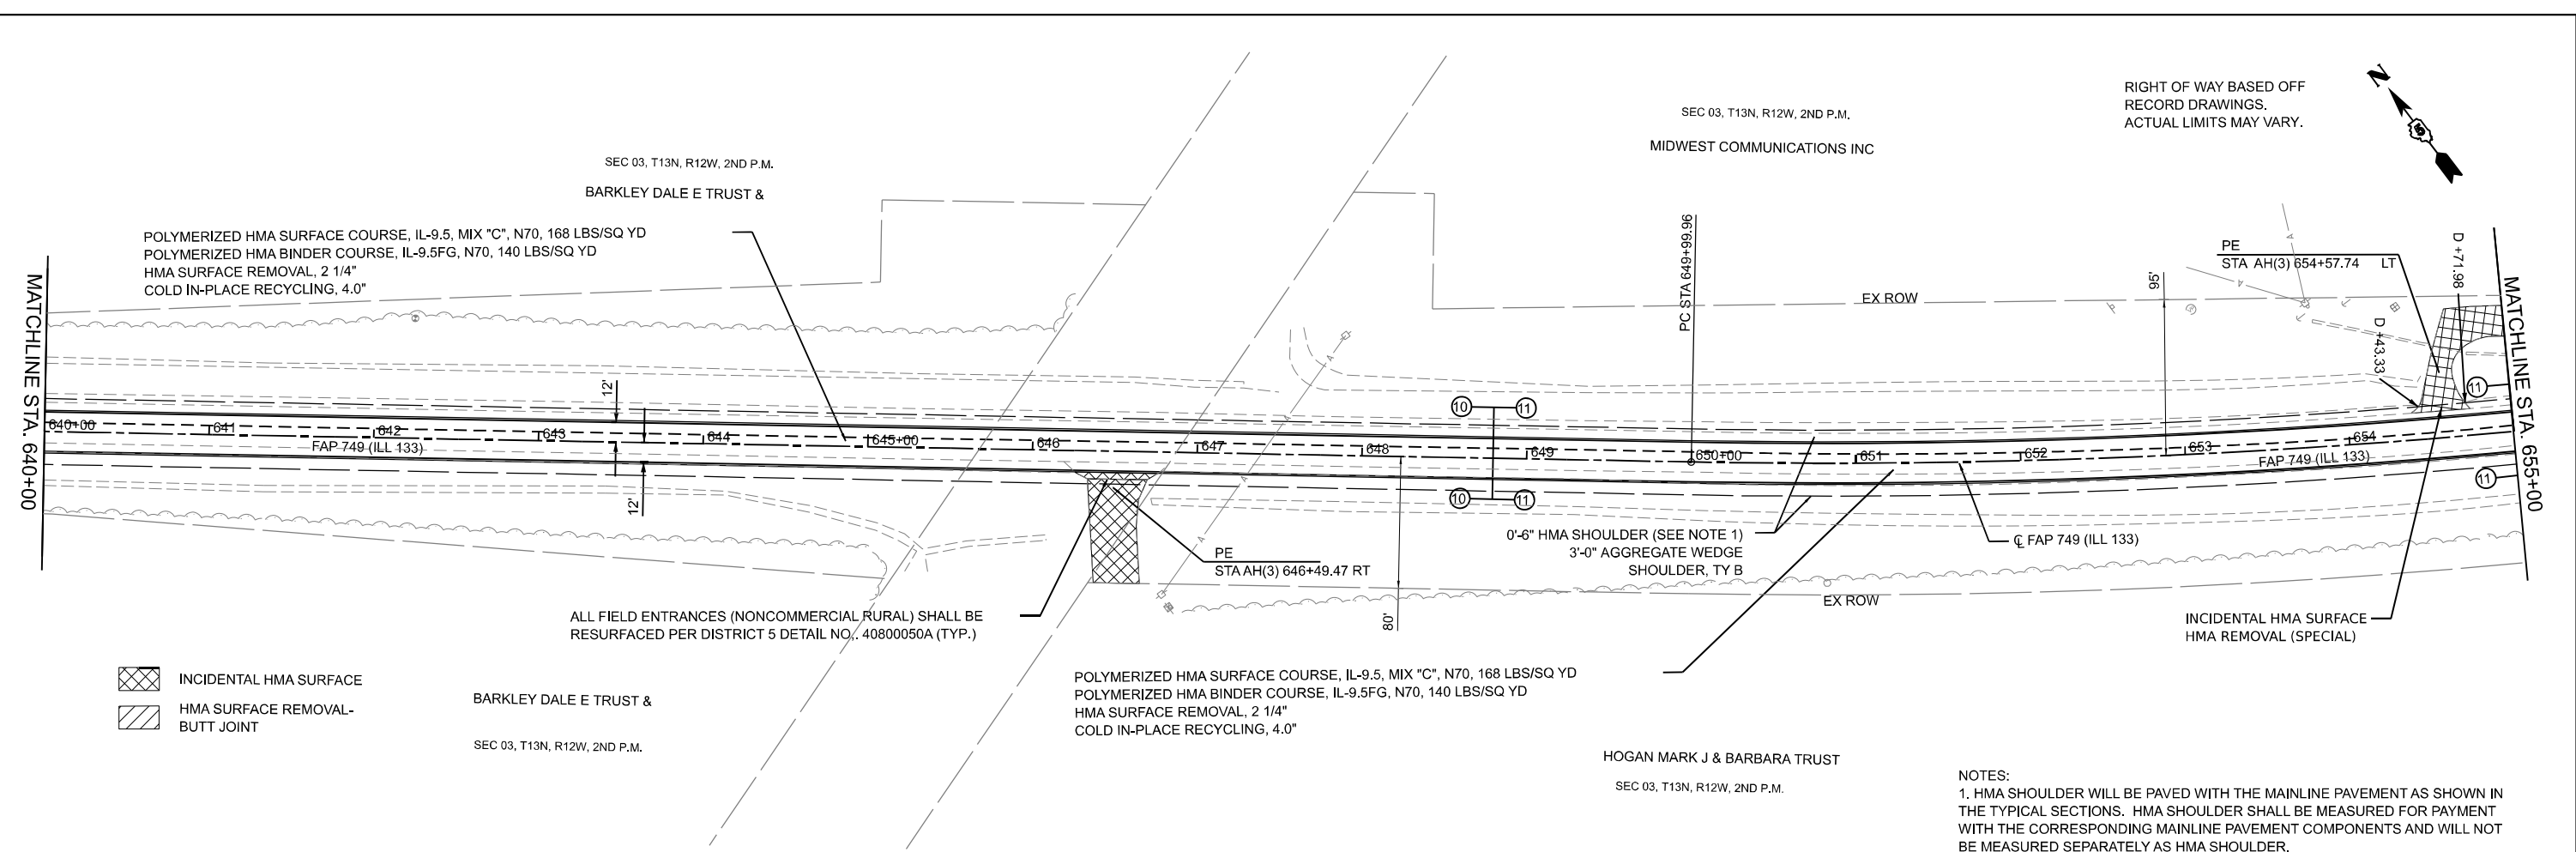 RIGHT OF WAY BASED OFF
RECORD DRAWINGS.
ACTUAL LIMITS MAY VARY.
N
5
SEC 03, T13N, R12W, 2ND P.M.
MIDWEST COMMUNICATIONS INC
SEC 03, T13N, R12W, 2ND P.M.
BARKLEY DALE E TRUST &
POLYMERIZED HMA SURFACE COURSE, IL-9.5, MIX "C", N70, 168 LBS/SQ YD
POLYMERIZED HMA BINDER COURSE, IL-9.5FG, N70, 140 LBS/SQ YD
HMA SURFACE REMOVAL, 2 1/4"
COLD IN-PLACE RECYCLING, 4.0"
PC STA 649+99.96
EX ROW
95'
PE
STA AH(3) 654+57.74 LT
D +71.98
D +43.33
MATCHLINE STA. 640+00
MATCHLINE STA. 655+00
12'
12'
10
11
11
640+00
641
642
643
644
645+00
646
647
648
649
650+00
651
652
653
654
FAP 749 (ILL 133)
FAP 749 (ILL 133)
10
11
11
A
A
A
A
A
P
0'-6" HMA SHOULDER (SEE NOTE 1)
3'-0" AGGREGATE WEDGE
SHOULDER, TY B
℄ FAP 749 (ILL 133)
PE
STA AH(3) 646+49.47 RT
80'
EX ROW
ALL FIELD ENTRANCES (NONCOMMERCIAL RURAL) SHALL BE
RESURFACED PER DISTRICT 5 DETAIL NO.. 40800050A (TYP.)
INCIDENTAL HMA SURFACE
HMA REMOVAL (SPECIAL)
INCIDENTAL HMA SURFACE
HMA SURFACE REMOVAL-
BUTT JOINT
BARKLEY DALE E TRUST &
SEC 03, T13N, R12W, 2ND P.M.
POLYMERIZED HMA SURFACE COURSE, IL-9.5, MIX "C", N70, 168 LBS/SQ YD
POLYMERIZED HMA BINDER COURSE, IL-9.5FG, N70, 140 LBS/SQ YD
HMA SURFACE REMOVAL, 2 1/4"
COLD IN-PLACE RECYCLING, 4.0"
HOGAN MARK J & BARBARA TRUST
SEC 03, T13N, R12W, 2ND P.M.
NOTES:
1. HMA SHOULDER WILL BE PAVED WITH THE MAINLINE PAVEMENT AS SHOWN IN
THE TYPICAL SECTIONS. HMA SHOULDER SHALL BE MEASURED FOR PAYMENT
WITH THE CORRESPONDING MAINLINE PAVEMENT COMPONENTS AND WILL NOT
BE MEASURED SEPARATELY AS HMA SHOULDER.